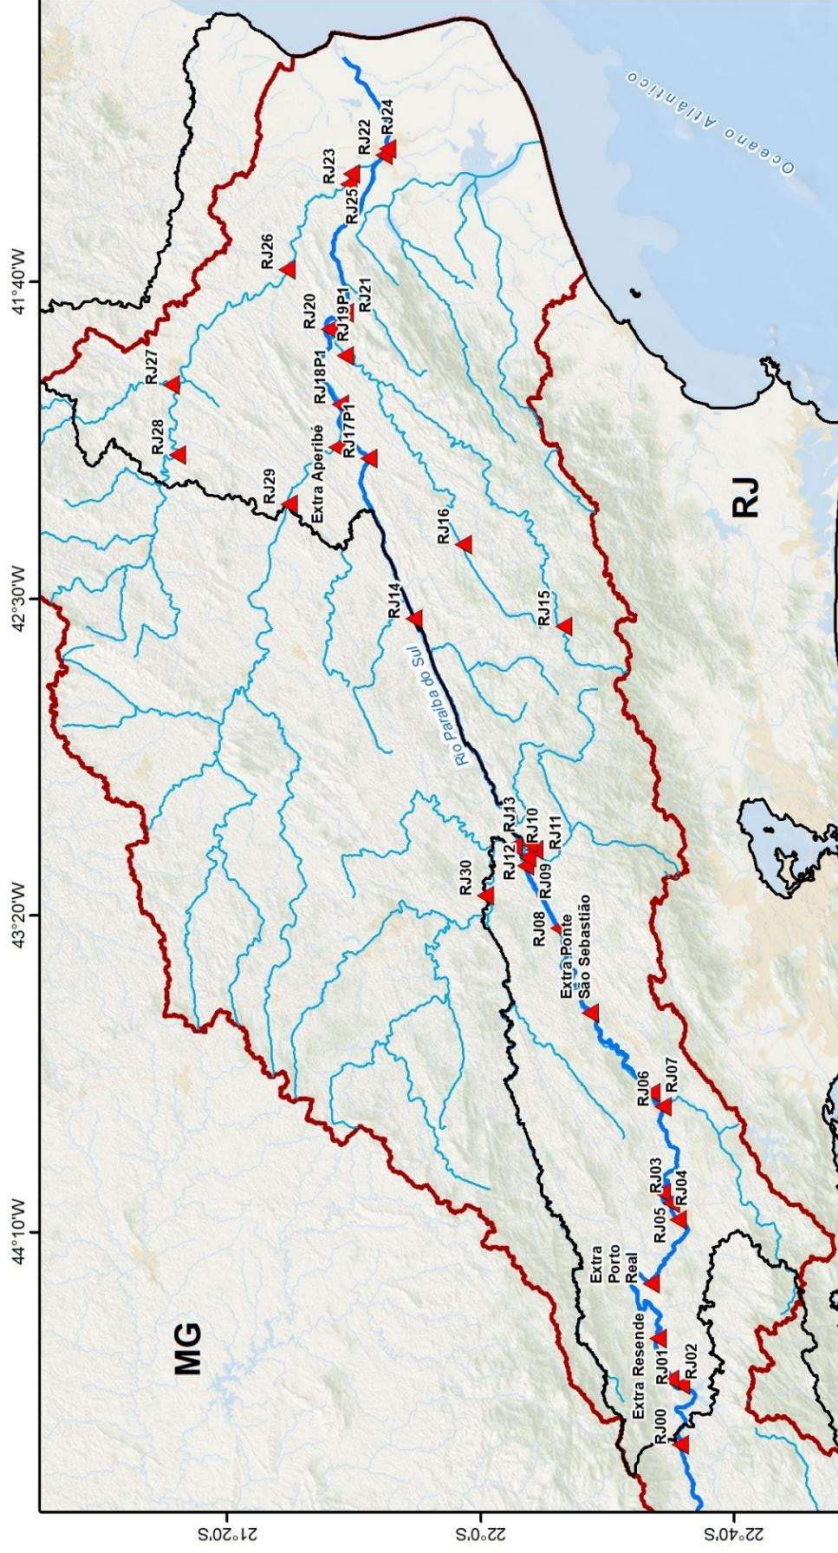 41°40'W
42°30'W
43°20'W
44°10'W
21°20'S
22°0'S
22°40'S
MG
RJ
Oceano Atlântico
Rio Paraíba do Sul
RJ28
RJ27
RJ26
RJ29
Extra Aperibé
RJ17P1
RJ18P1
RJ20
RJ19P1
RJ21
RJ25
RJ23
RJ22
RJ24
RJ14
RJ16
RJ15
RJ30
RJ12
RJ13
RJ10
RJ11
RJ09
RJ08
Extra Ponte
São Sebastião
RJ06
RJ07
RJ03
RJ04
RJ05
Extra
Porto
Real
Extra Resende
RJ01
RJ02
RJ00